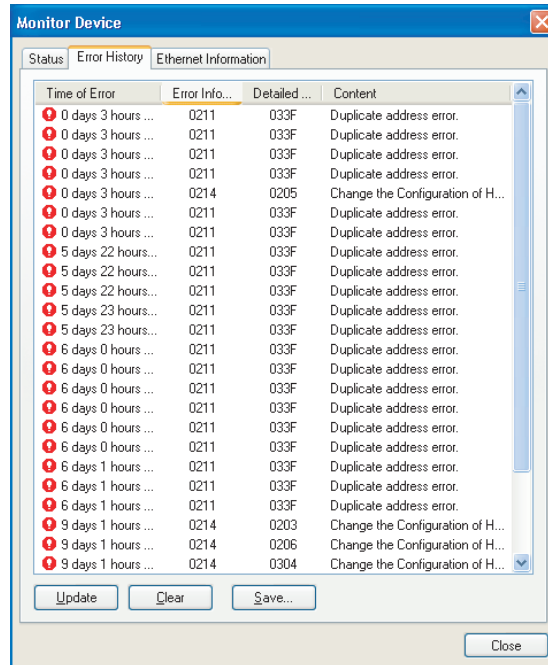 Monitor Device
Status Error History Ethernet Information
Time of Error Error Info... Detailed ... Content
0 days 3 hours ... 0211 033F Duplicate address error.
0 days 3 hours ... 0211 033F Duplicate address error.
0 days 3 hours ... 0211 033F Duplicate address error.
0 days 3 hours ... 0211 033F Duplicate address error.
0 days 3 hours ... 0214 0205 Change the Configuration of H...
0 days 3 hours ... 0211 033F Duplicate address error.
0 days 3 hours ... 0211 033F Duplicate address error.
5 days 22 hours... 0211 033F Duplicate address error.
5 days 22 hours... 0211 033F Duplicate address error.
5 days 22 hours... 0211 033F Duplicate address error.
5 days 23 hours... 0211 033F Duplicate address error.
5 days 23 hours... 0211 033F Duplicate address error.
6 days 0 hours ... 0211 033F Duplicate address error.
6 days 0 hours ... 0211 033F Duplicate address error.
6 days 0 hours ... 0211 033F Duplicate address error.
6 days 0 hours ... 0211 033F Duplicate address error.
6 days 0 hours ... 0211 033F Duplicate address error.
6 days 0 hours ... 0211 033F Duplicate address error.
6 days 1 hours ... 0211 033F Duplicate address error.
6 days 1 hours ... 0211 033F Duplicate address error.
6 days 1 hours ... 0211 033F Duplicate address error.
9 days 1 hours ... 0214 0203 Change the Configuration of H...
9 days 1 hours ... 0214 0206 Change the Configuration of H...
9 days 1 hours ... 0214 0304 Change the Configuration of H...
Update Clear Save...
Close